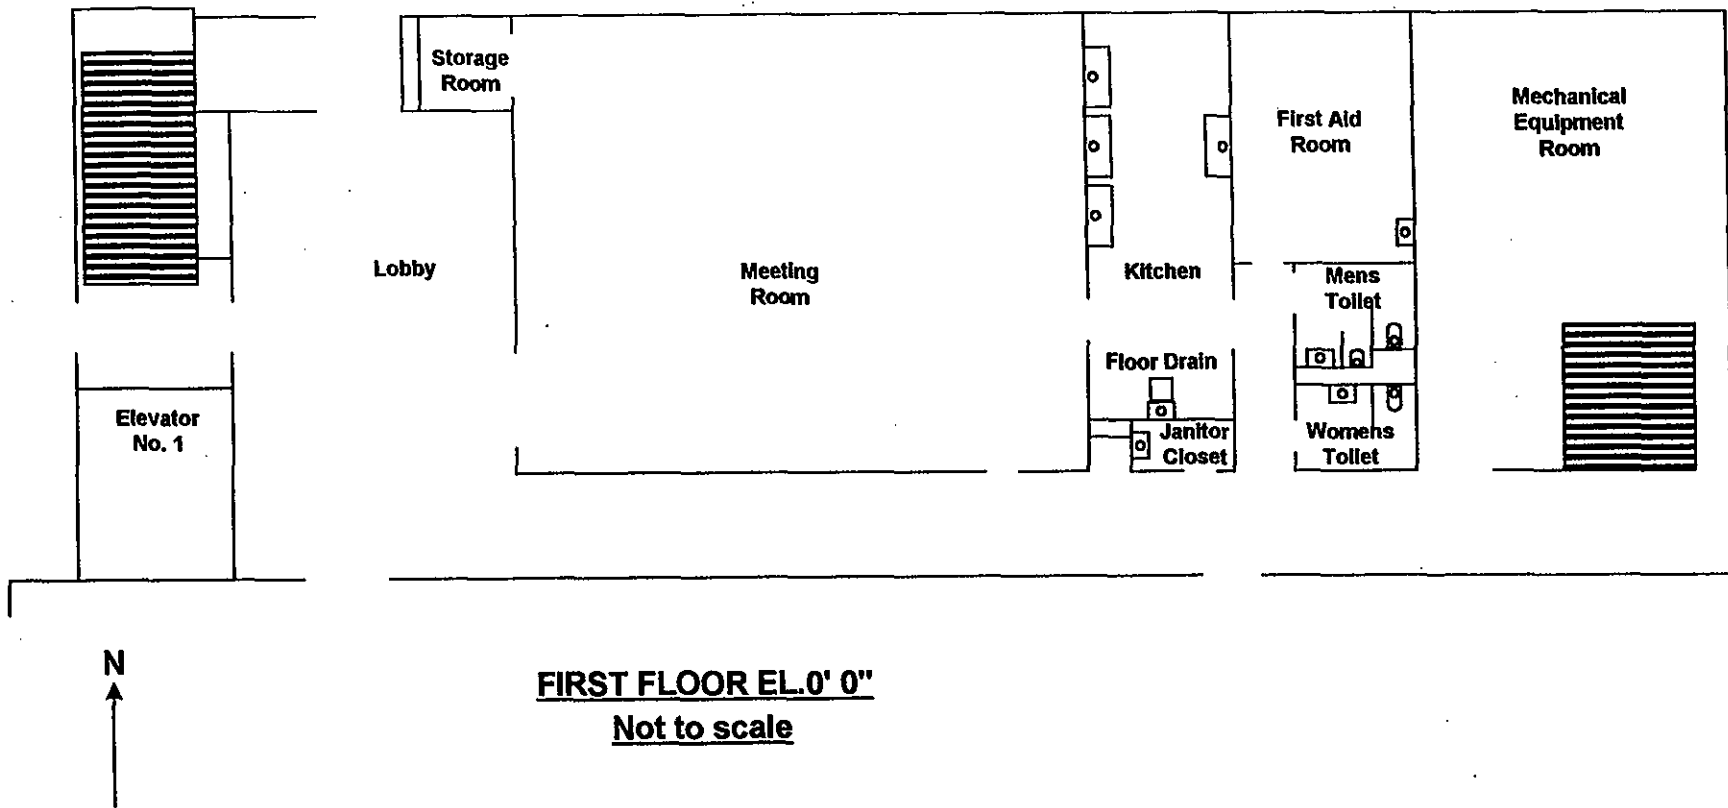 Storage
Room
Mechanical
Equipment
Room
First Aid
Room
Lobby
Meeting
Room
Kitchen
Mens
Toilet
Floor Drain
Elevator
No. 1
Janitor
Closet
Womens
Toilet
N
FIRST FLOOR EL.0' 0"
Not to scale